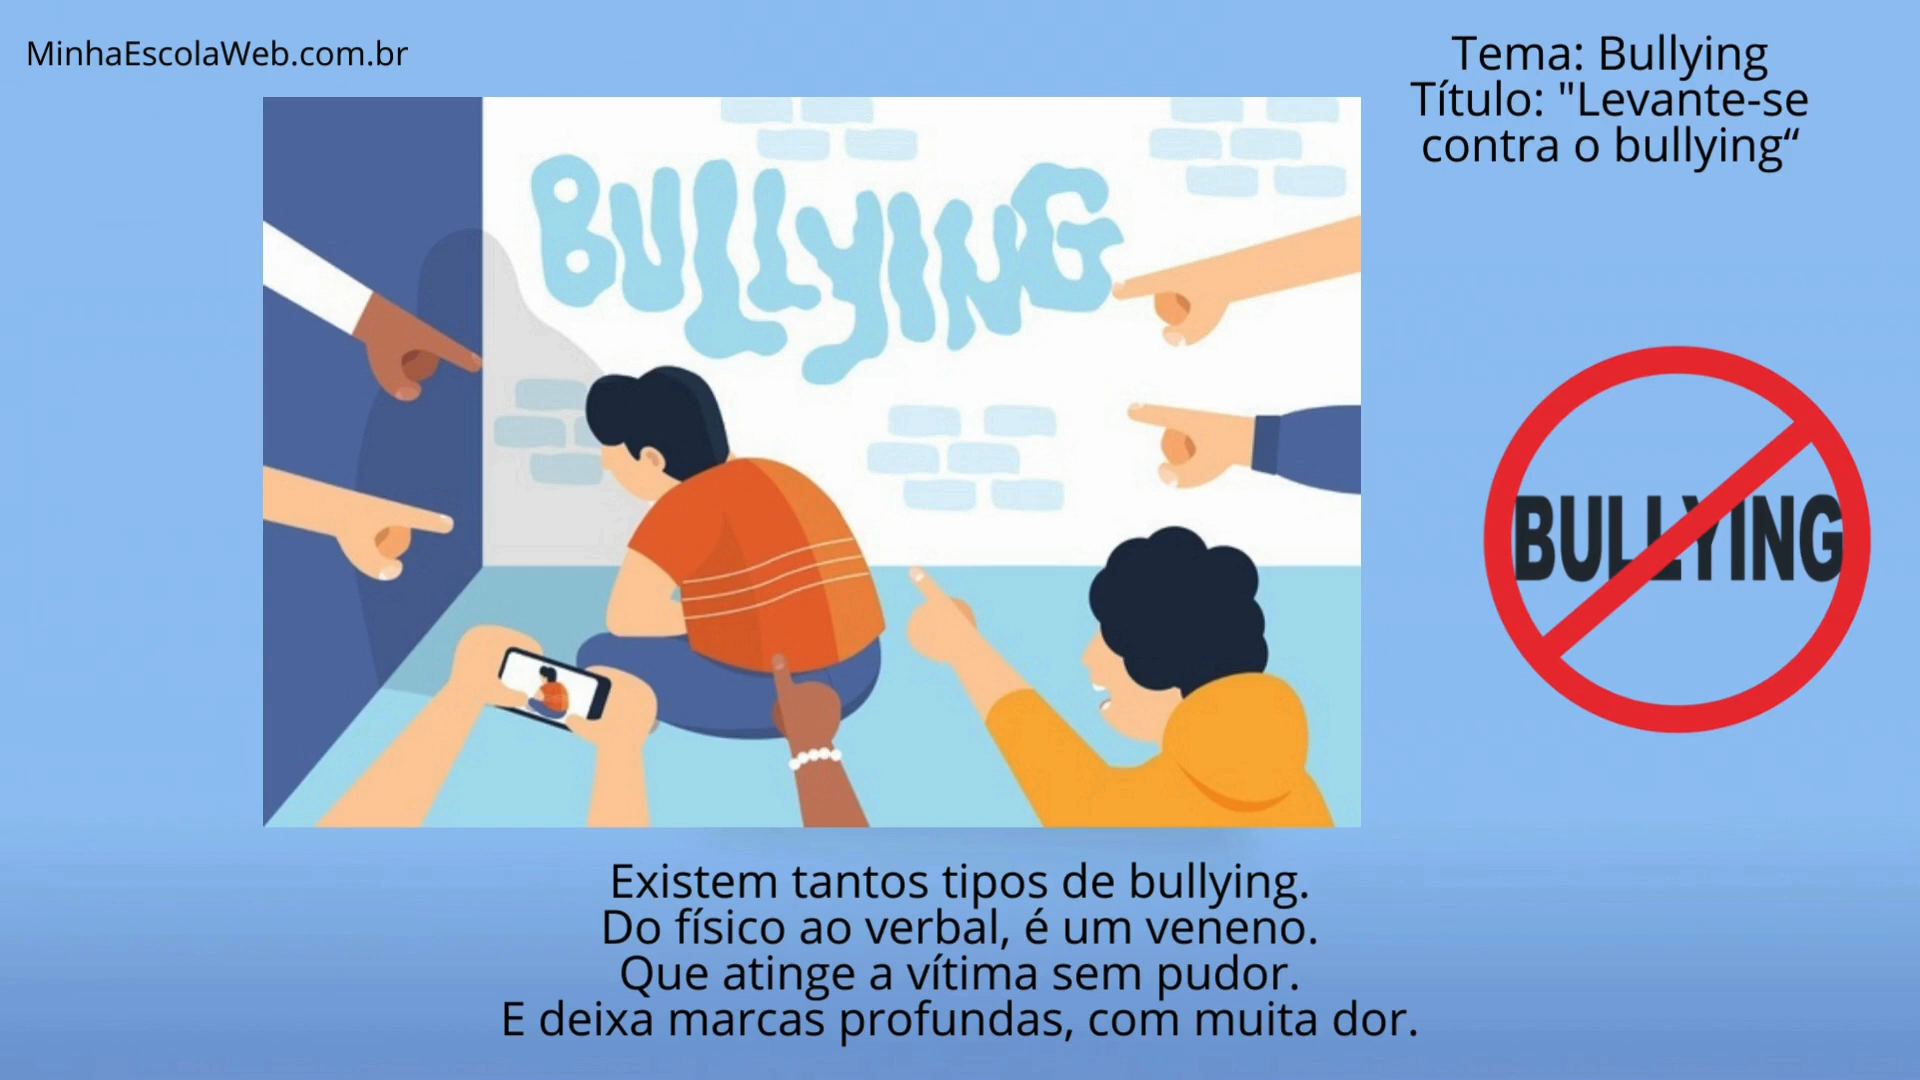 MinhaEscolaWeb.com.br
Tema: Bullying
Título: "Levante-se
contra o bullying“
BULLYING
BULLYING
Existem tantos tipos de bullying.
Do físico ao verbal, é um veneno.
Que atinge a vítima sem pudor.
E deixa marcas profundas, com muita dor.